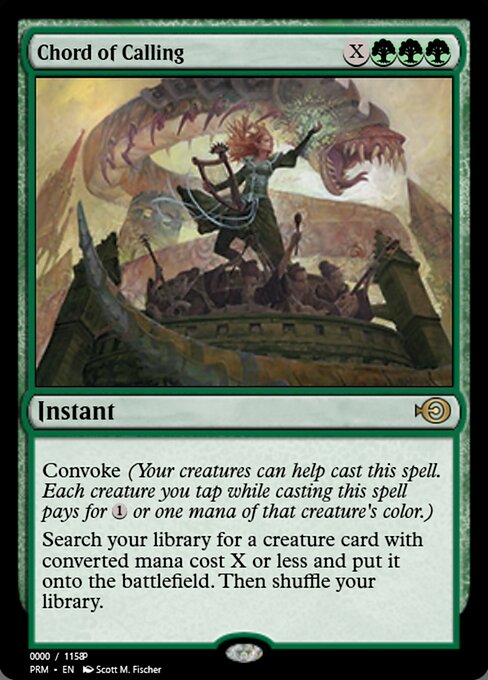 Chord of Calling X
Instant
Convoke (Your creatures can help cast this spell.
Each creature you tap while casting this spell
pays for 1 or one mana of that creature's color.)
Search your library for a creature card with
converted mana cost X or less and put it
onto the battlefield. Then shuffle your
library.
0000 / 1158P
PRM • EN Scott M. Fischer